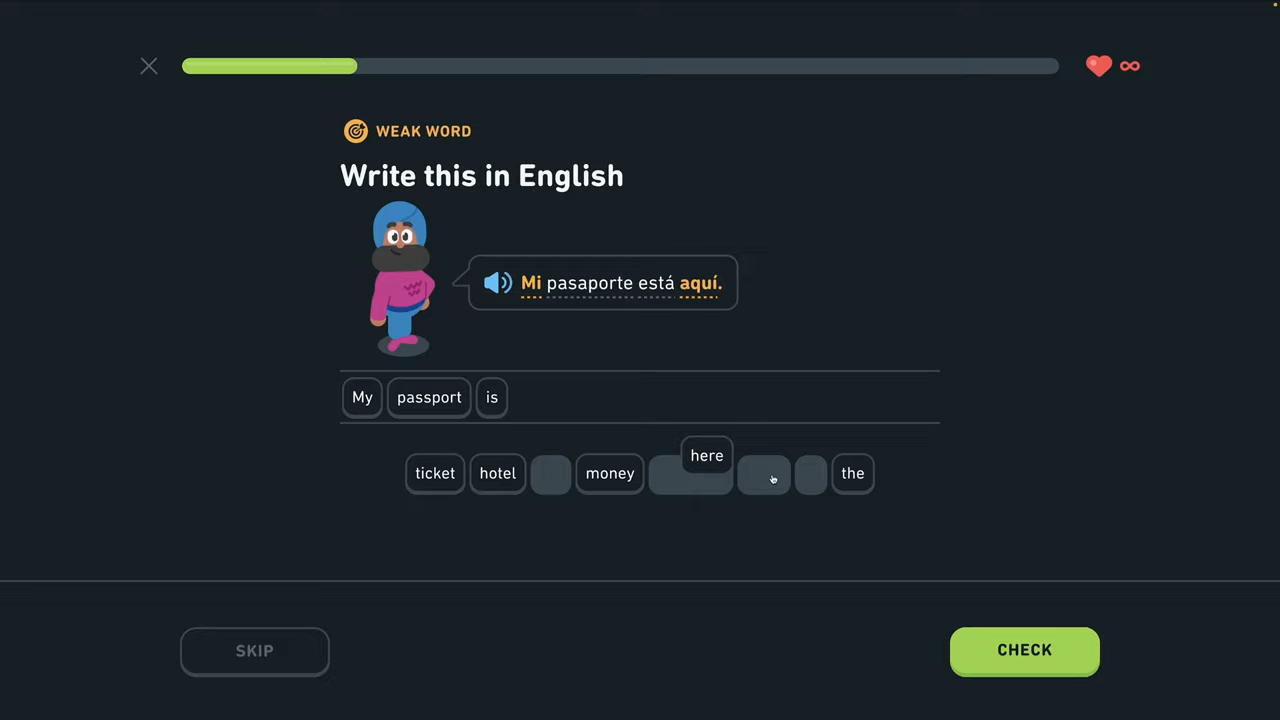 WEAK WORD
Write this in English
Mi pasaporte está aquí.
My passport is
here
ticket hotel money the
SKIP CHECK